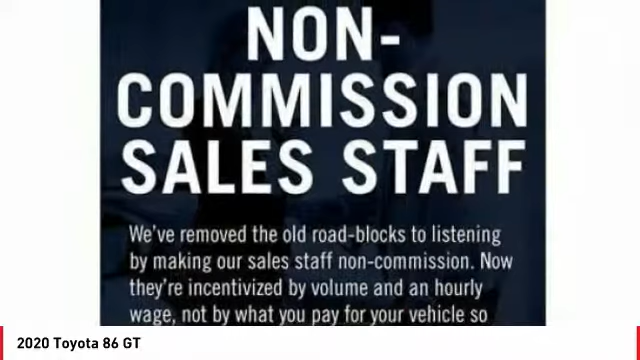 NON-
COMMISSION
SALES STAFF
We've removed the old road-blocks to listening
by making our sales staff non-commission. Now
they're incentivized by volume and an hourly
wage, not by what you pay for your vehicle so
2020 Toyota 86 GT